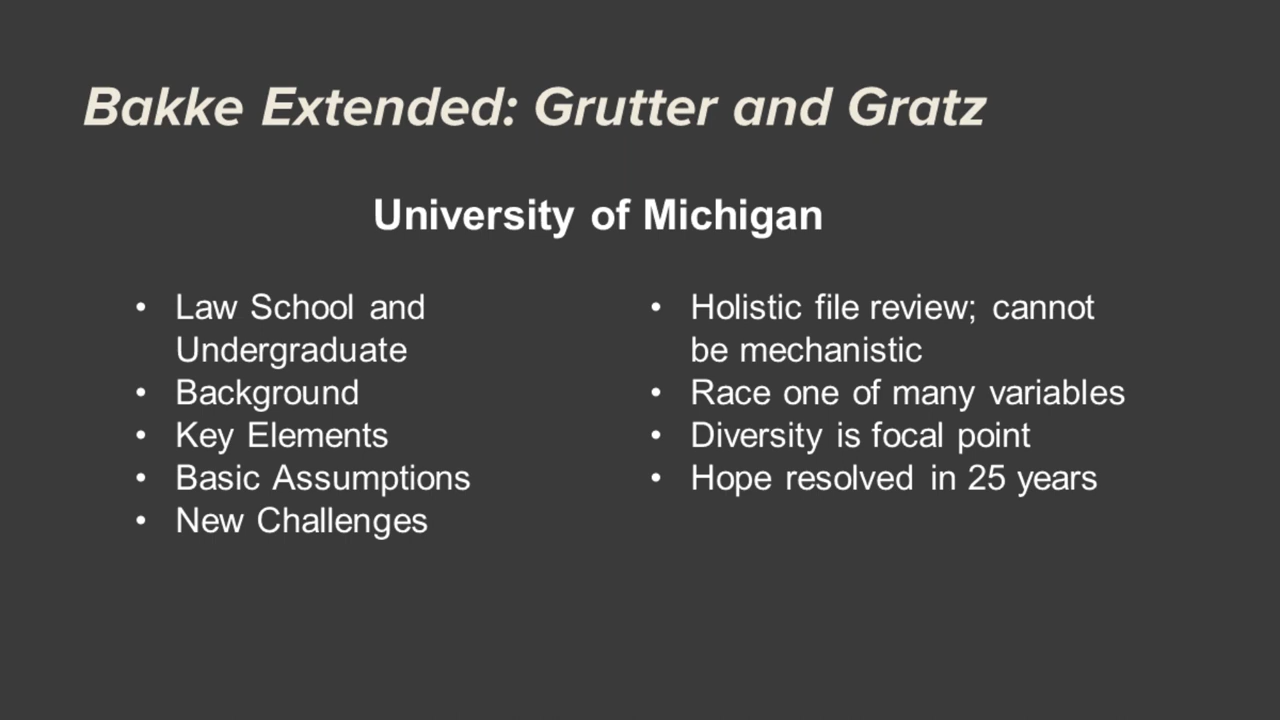 Bakke Extended: Grutter and Gratz
University of Michigan
• Law School and
Undergraduate
• Background
• Key Elements
• Basic Assumptions
• New Challenges
• Holistic file review; cannot
be mechanistic
• Race one of many variables
• Diversity is focal point
• Hope resolved in 25 years